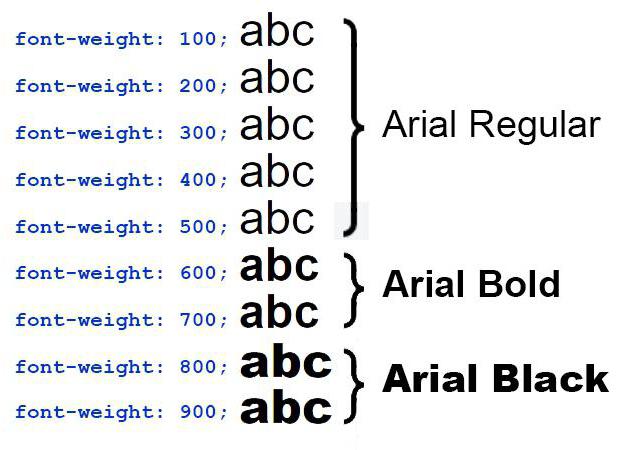 font-weight: 100; abc
font-weight: 200; abc
font-weight: 300; abc
Arial Regular
font-weight: 400; abc
font-weight: 500; abc
font-weight: 600; abc
Arial Bold
font-weight: 700; abc
font-weight: 800; abc
Arial Black
font-weight: 900; abc